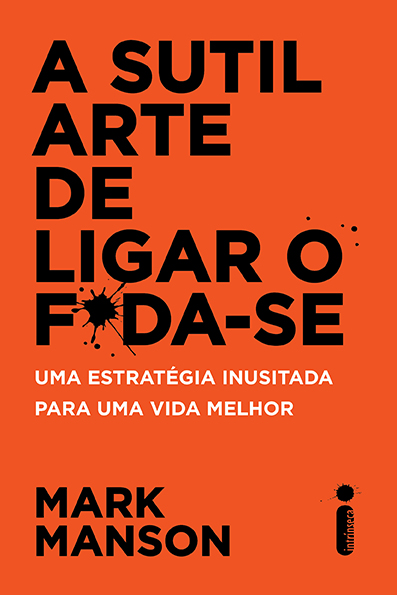 A SUTIL
ARTE
DE
LIGAR O
F*DA-SE
UMA ESTRATÉGIA INUSITADA
PARA UMA VIDA MELHOR
MARK
MANSON
intrínseca